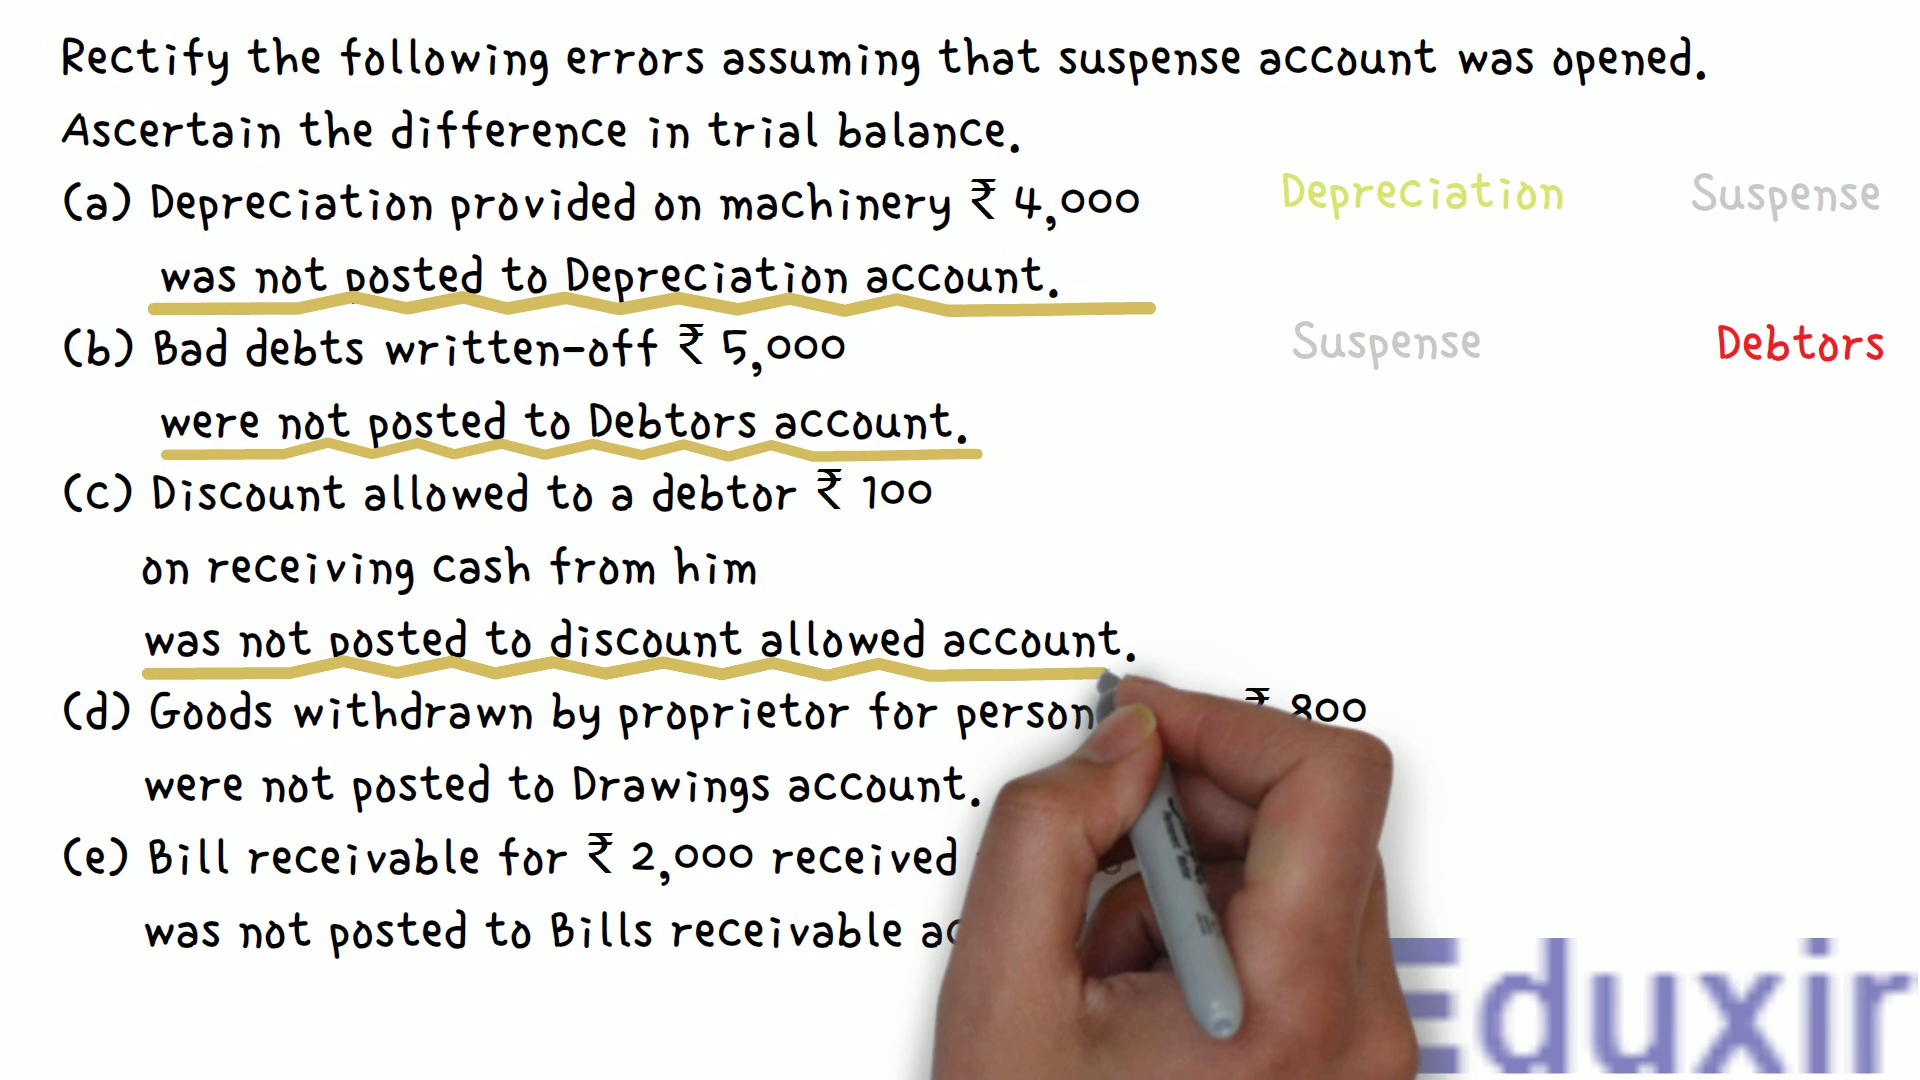 Rectify the following errors assuming that suspense account was opened.
Ascertain the difference in trial balance.
(a) Depreciation provided on machinery ₹ 4,000
was not posted to Depreciation account.
Depreciation Suspense
(b) Bad debts written-off ₹ 5,000
were not posted to Debtors account.
Suspense Debtors
(c) Discount allowed to a debtor ₹ 100
on receiving cash from him
was not posted to discount allowed account.
(d) Goods withdrawn by proprietor for person ₹ 800
were not posted to Drawings account.
(e) Bill receivable for ₹ 2,000 received
was not posted to Bills receivable
Eduxir